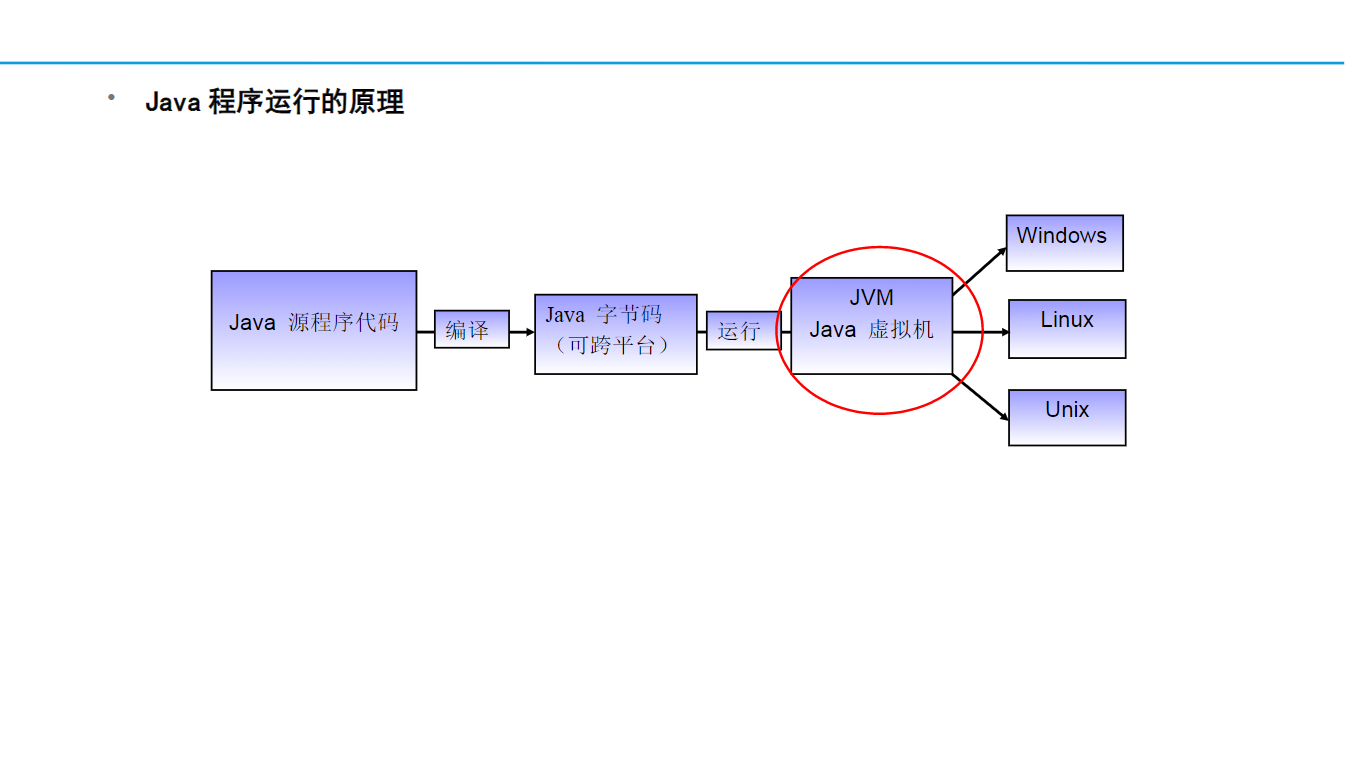 • Java 程序运行的原理
Java 源程序代码
编译
Java 字节码
（可跨平台）
运行
JVM
Java 虚拟机
Windows
Linux
Unix